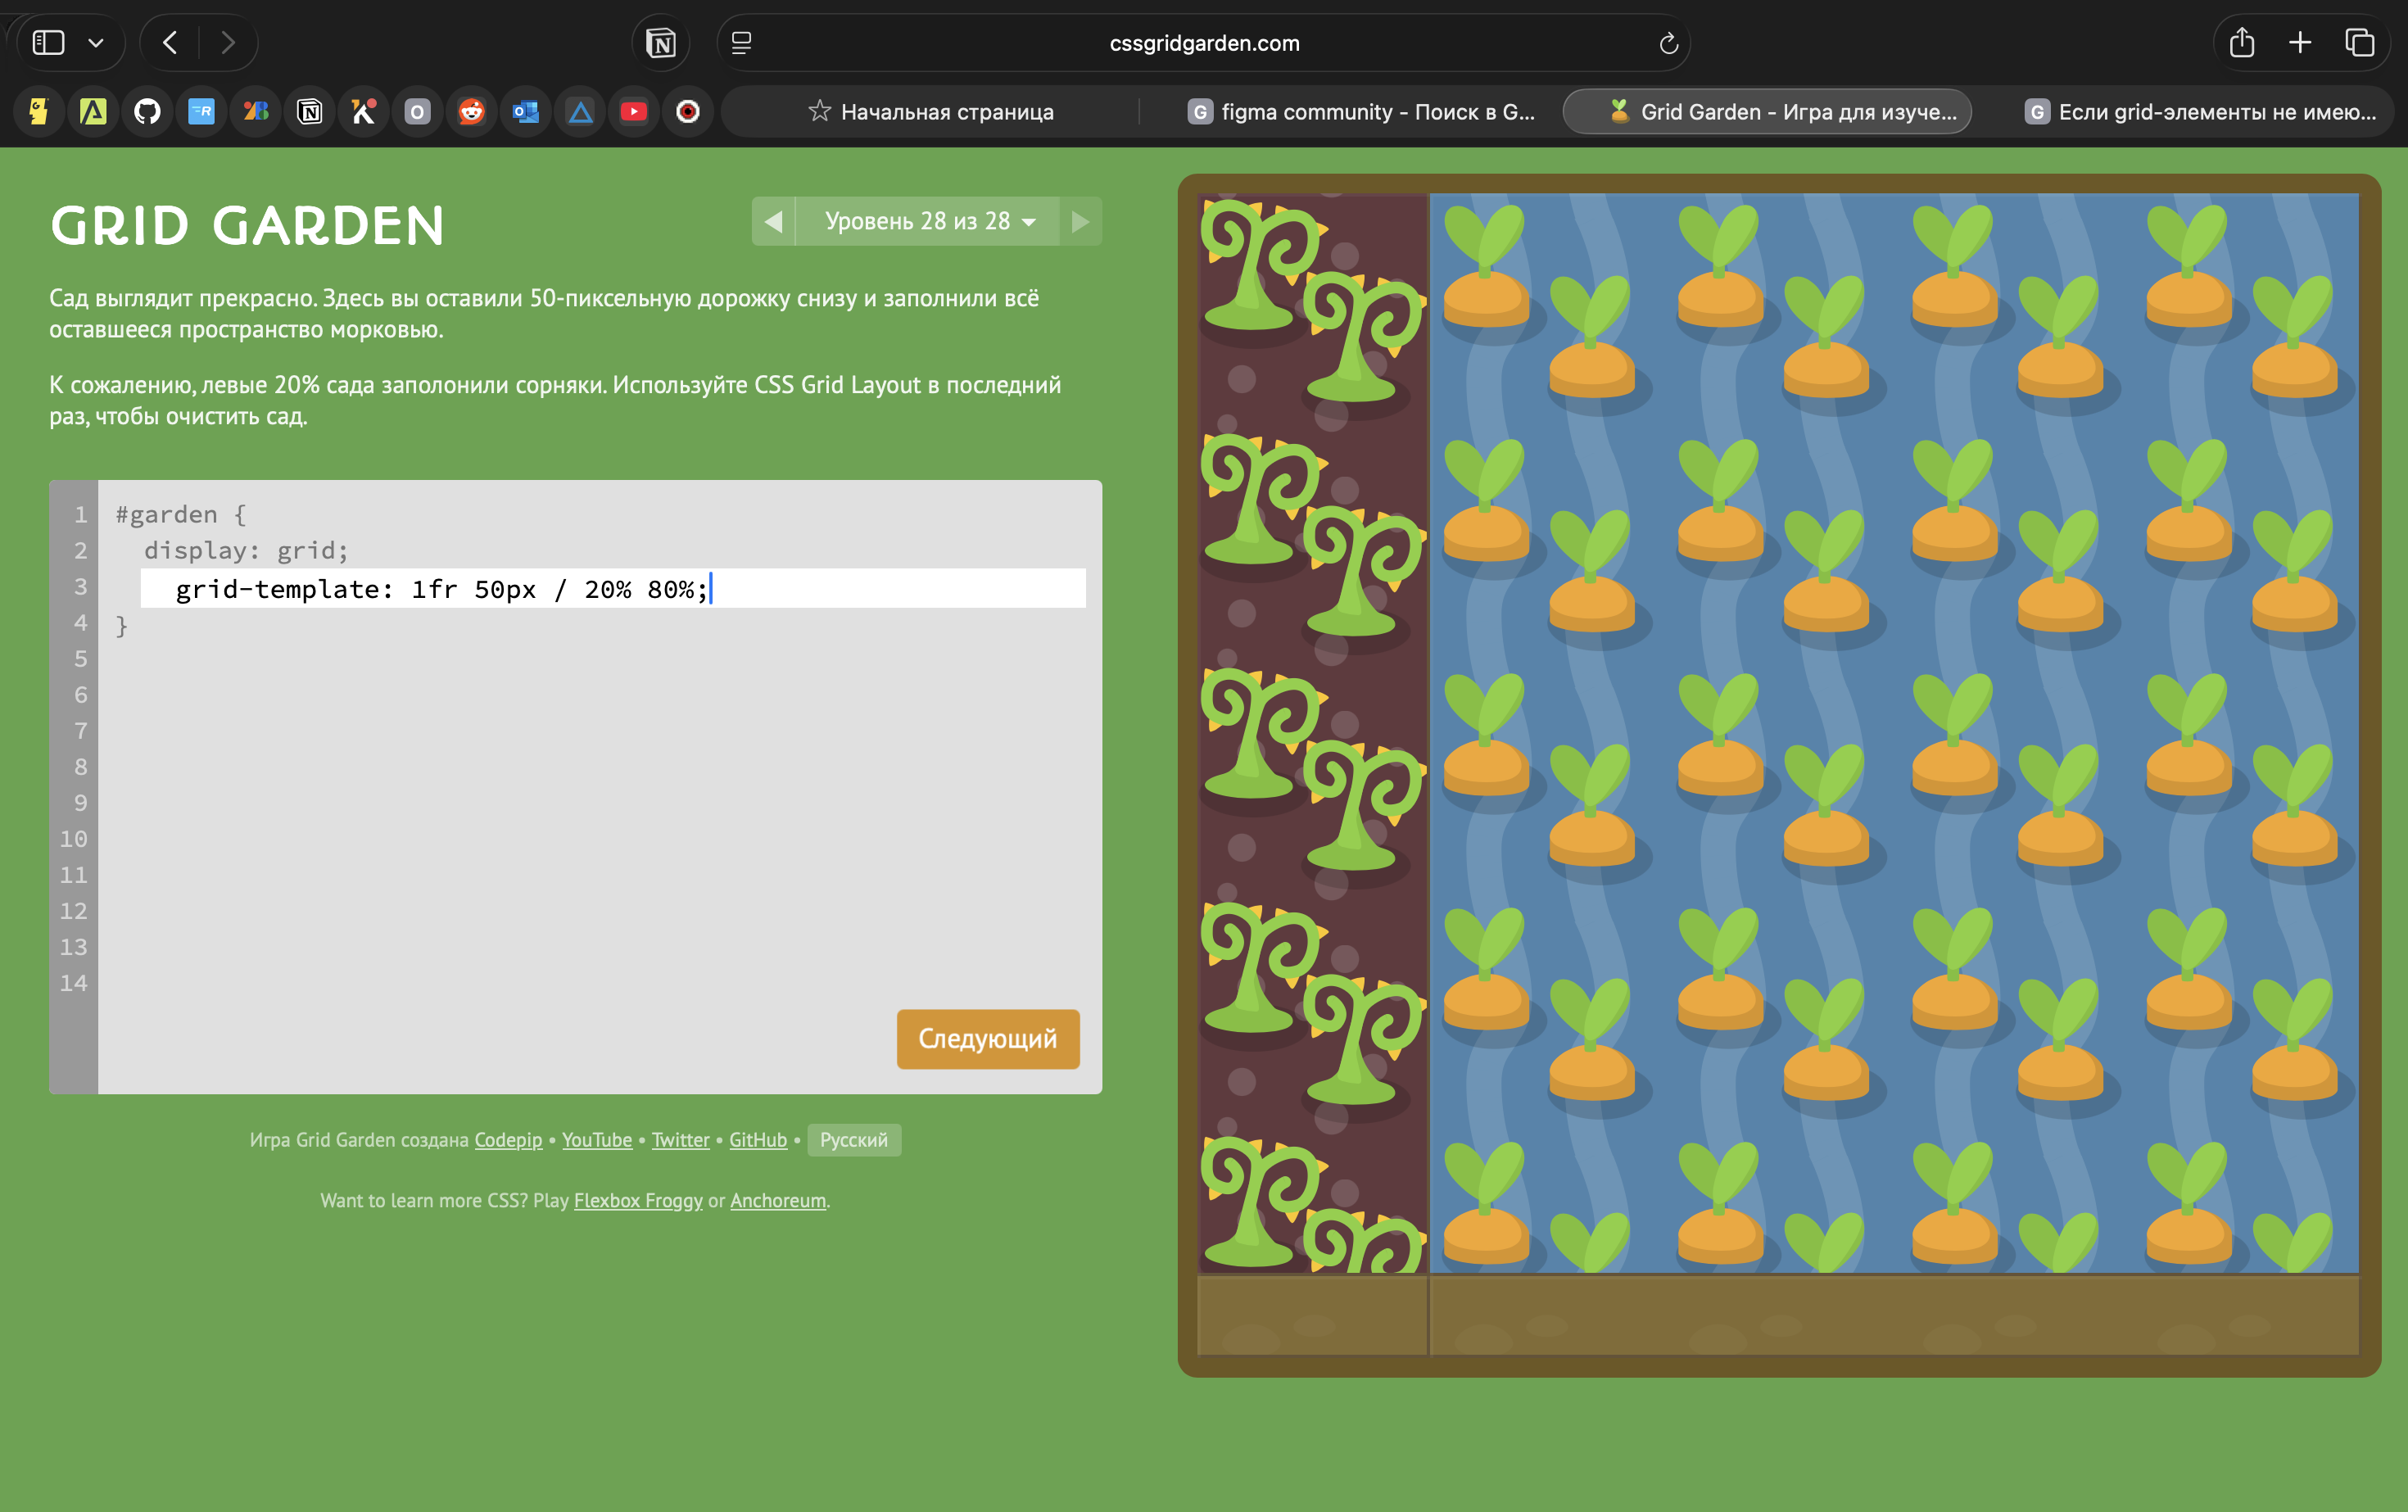 cssgridgarden.com
Начальная страница
figma community - Поиск в G...
Grid Garden - Игра для изуче...
Если grid-элементы не имею...
GRID GARDEN
Уровень 28 из 28
Сад выглядит прекрасно. Здесь вы оставили 50-пиксельную дорожку снизу и заполнили всё
оставшееся пространство морковью.
К сожалению, левые 20% сада заполонили сорняки. Используйте CSS Grid Layout в последний
раз, чтобы очистить сад.
1 #garden {
2 display: grid;
3 grid-template: 1fr 50px / 20% 80%;
4 }
5
6
7
8
9
10
11
12
13
14
Следующий
Игра Grid Garden создана Codepip • YouTube • Twitter • GitHub • Русский
Want to learn more CSS? Play Flexbox Froggy or Anchoreum.